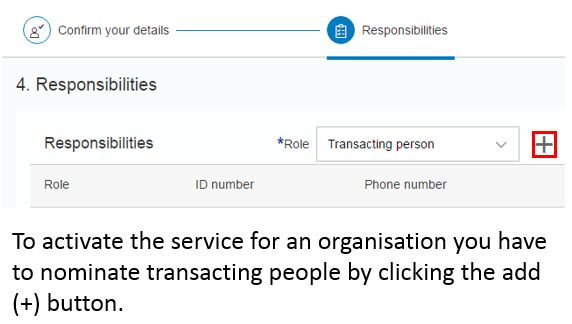 Confirm your details
Responsibilities
4. Responsibilities
Responsibilities *Role Transacting person +
Role ID number Phone number
To activate the service for an organisation you have
to nominate transacting people by clicking the add
(+) button.